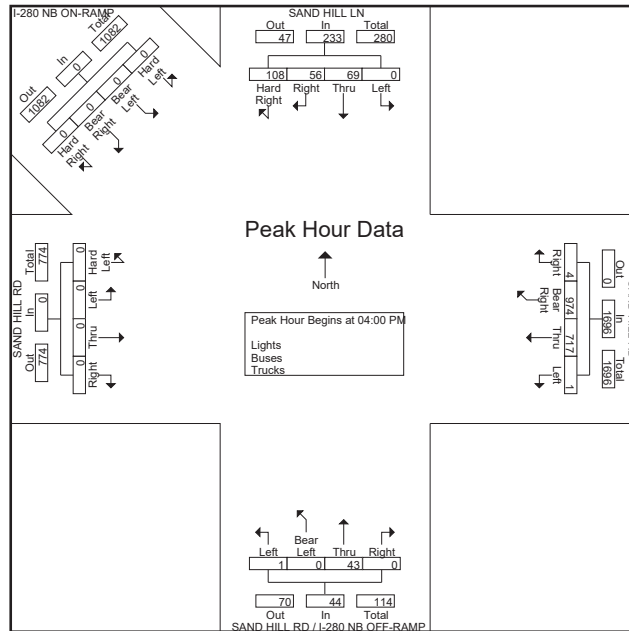 I-280 NB ON-RAMP
Out
In
Total
1082
0
1082
0
0
0
0
Hard Right
Bear Right
Bear Left
Hard Left
SAND HILL LN
Out
In
Total
47
233
280
108
56
69
0
Hard Right
Right
Thru
Left
Peak Hour Data
North
Peak Hour Begins at 04:00 PM
Lights
Buses
Trucks
SAND HILL RD
Out
In
Total
774
0
774
0
0
0
0
Right
Thru
Left
Hard Left
Right
Bear Right
Thru
Left
4
974
717
1
Out
In
Total
0
1696
1696
Left
Bear Left
Thru
Right
1
0
43
0
70
44
114
Out
In
Total
SAND HILL RD / I-280 NB OFF-RAMP